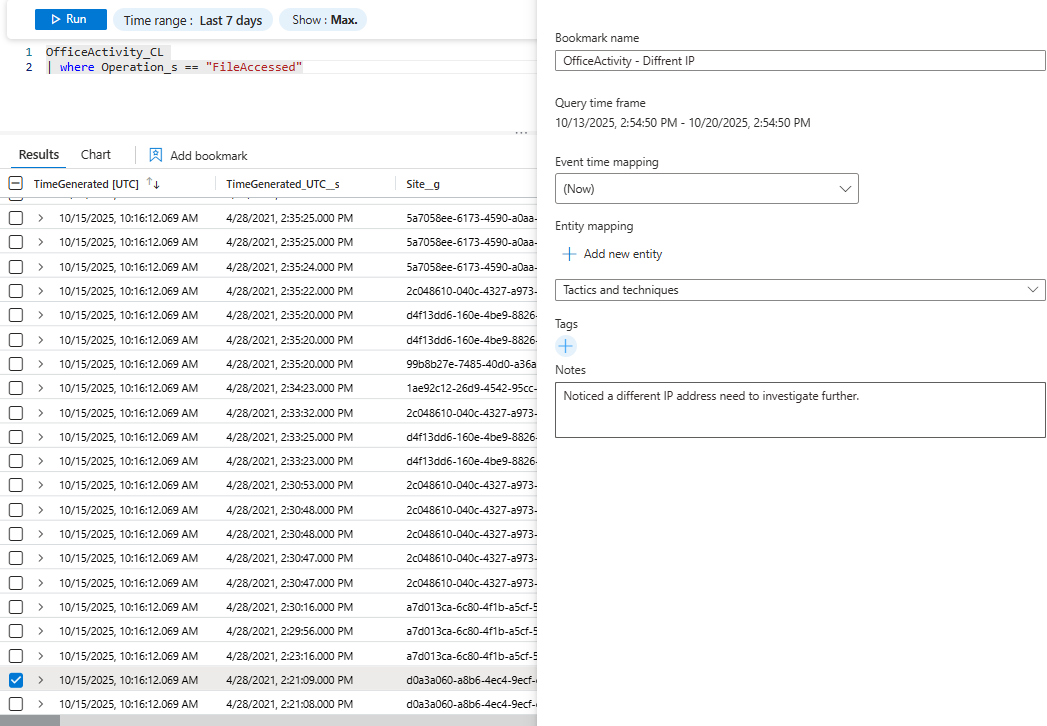 Run Time range : Last 7 days Show : Max.
1 OfficeActivity_CL
2 | where Operation_s == "FileAccessed"
Results Chart Add bookmark
TimeGenerated [UTC] TimeGenerated_UTC__s Site__g
10/15/2025, 10:16:12.069 AM 4/28/2021, 2:35:25.000 PM 5a7058ee-6173-4590-a0aa-
10/15/2025, 10:16:12.069 AM 4/28/2021, 2:35:25.000 PM 5a7058ee-6173-4590-a0aa-
10/15/2025, 10:16:12.069 AM 4/28/2021, 2:35:24.000 PM 5a7058ee-6173-4590-a0aa-
10/15/2025, 10:16:12.069 AM 4/28/2021, 2:35:22.000 PM 2c048610-040c-4327-a973-
10/15/2025, 10:16:12.069 AM 4/28/2021, 2:35:20.000 PM d4f13dd6-160e-4be9-8826-
10/15/2025, 10:16:12.069 AM 4/28/2021, 2:35:20.000 PM d4f13dd6-160e-4be9-8826-
10/15/2025, 10:16:12.069 AM 4/28/2021, 2:35:20.000 PM 99b8b27e-7485-40d0-a36a-
10/15/2025, 10:16:12.069 AM 4/28/2021, 2:34:23.000 PM 1ae92c12-26d9-4542-95cc-
10/15/2025, 10:16:12.069 AM 4/28/2021, 2:33:32.000 PM 2c048610-040c-4327-a973-
10/15/2025, 10:16:12.069 AM 4/28/2021, 2:33:25.000 PM d4f13dd6-160e-4be9-8826-
10/15/2025, 10:16:12.069 AM 4/28/2021, 2:33:23.000 PM d4f13dd6-160e-4be9-8826-
10/15/2025, 10:16:12.069 AM 4/28/2021, 2:30:53.000 PM 2c048610-040c-4327-a973-
10/15/2025, 10:16:12.069 AM 4/28/2021, 2:30:48.000 PM 2c048610-040c-4327-a973-
10/15/2025, 10:16:12.069 AM 4/28/2021, 2:30:48.000 PM 2c048610-040c-4327-a973-
10/15/2025, 10:16:12.069 AM 4/28/2021, 2:30:47.000 PM 2c048610-040c-4327-a973-
10/15/2025, 10:16:12.069 AM 4/28/2021, 2:30:47.000 PM 2c048610-040c-4327-a973-
10/15/2025, 10:16:12.069 AM 4/28/2021, 2:30:16.000 PM a7d013ca-6c80-4f1b-a5cf-5
10/15/2025, 10:16:12.069 AM 4/28/2021, 2:29:56.000 PM a7d013ca-6c80-4f1b-a5cf-5
10/15/2025, 10:16:12.069 AM 4/28/2021, 2:23:16.000 PM a7d013ca-6c80-4f1b-a5cf-5
10/15/2025, 10:16:12.069 AM 4/28/2021, 2:21:09.000 PM d0a3a060-a8b6-4ec4-9ecf-
10/15/2025, 10:16:12.069 AM 4/28/2021, 2:21:08.000 PM d0a3a060-a8b6-4ec4-9ecf-
Bookmark name
OfficeActivity - Diffrent IP
Query time frame
10/13/2025, 2:54:50 PM - 10/20/2025, 2:54:50 PM
Event time mapping
(Now)
Entity mapping
Add new entity
Tactics and techniques
Tags
Notes
Noticed a different IP address need to investigate further.